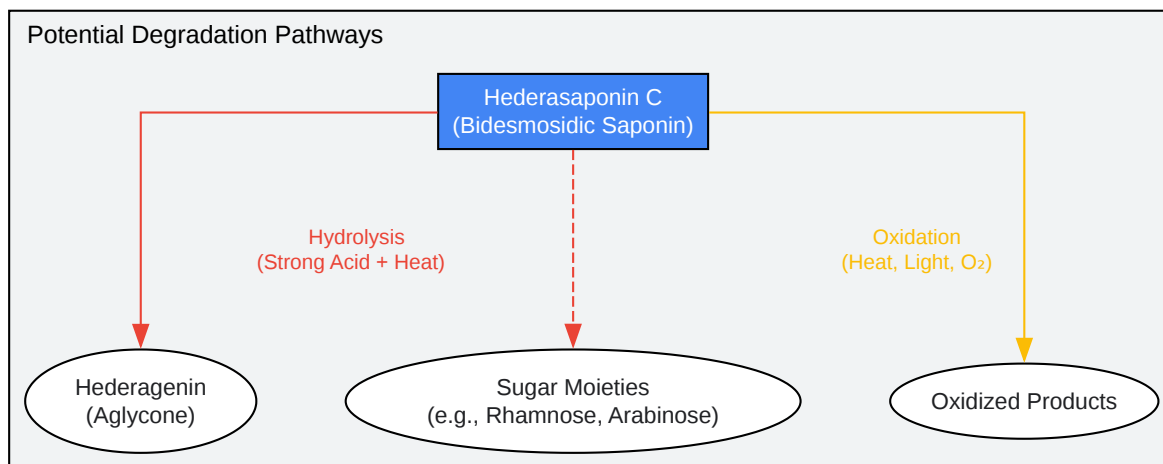 Potential Degradation Pathways
Hederasaponin C
(Bidesmosidic Saponin)
Hydrolysis
(Strong Acid + Heat)
Oxidation
(Heat, Light, O₂)
Hederagenin
(Aglycone)
Sugar Moieties
(e.g., Rhamnose, Arabinose)
Oxidized Products